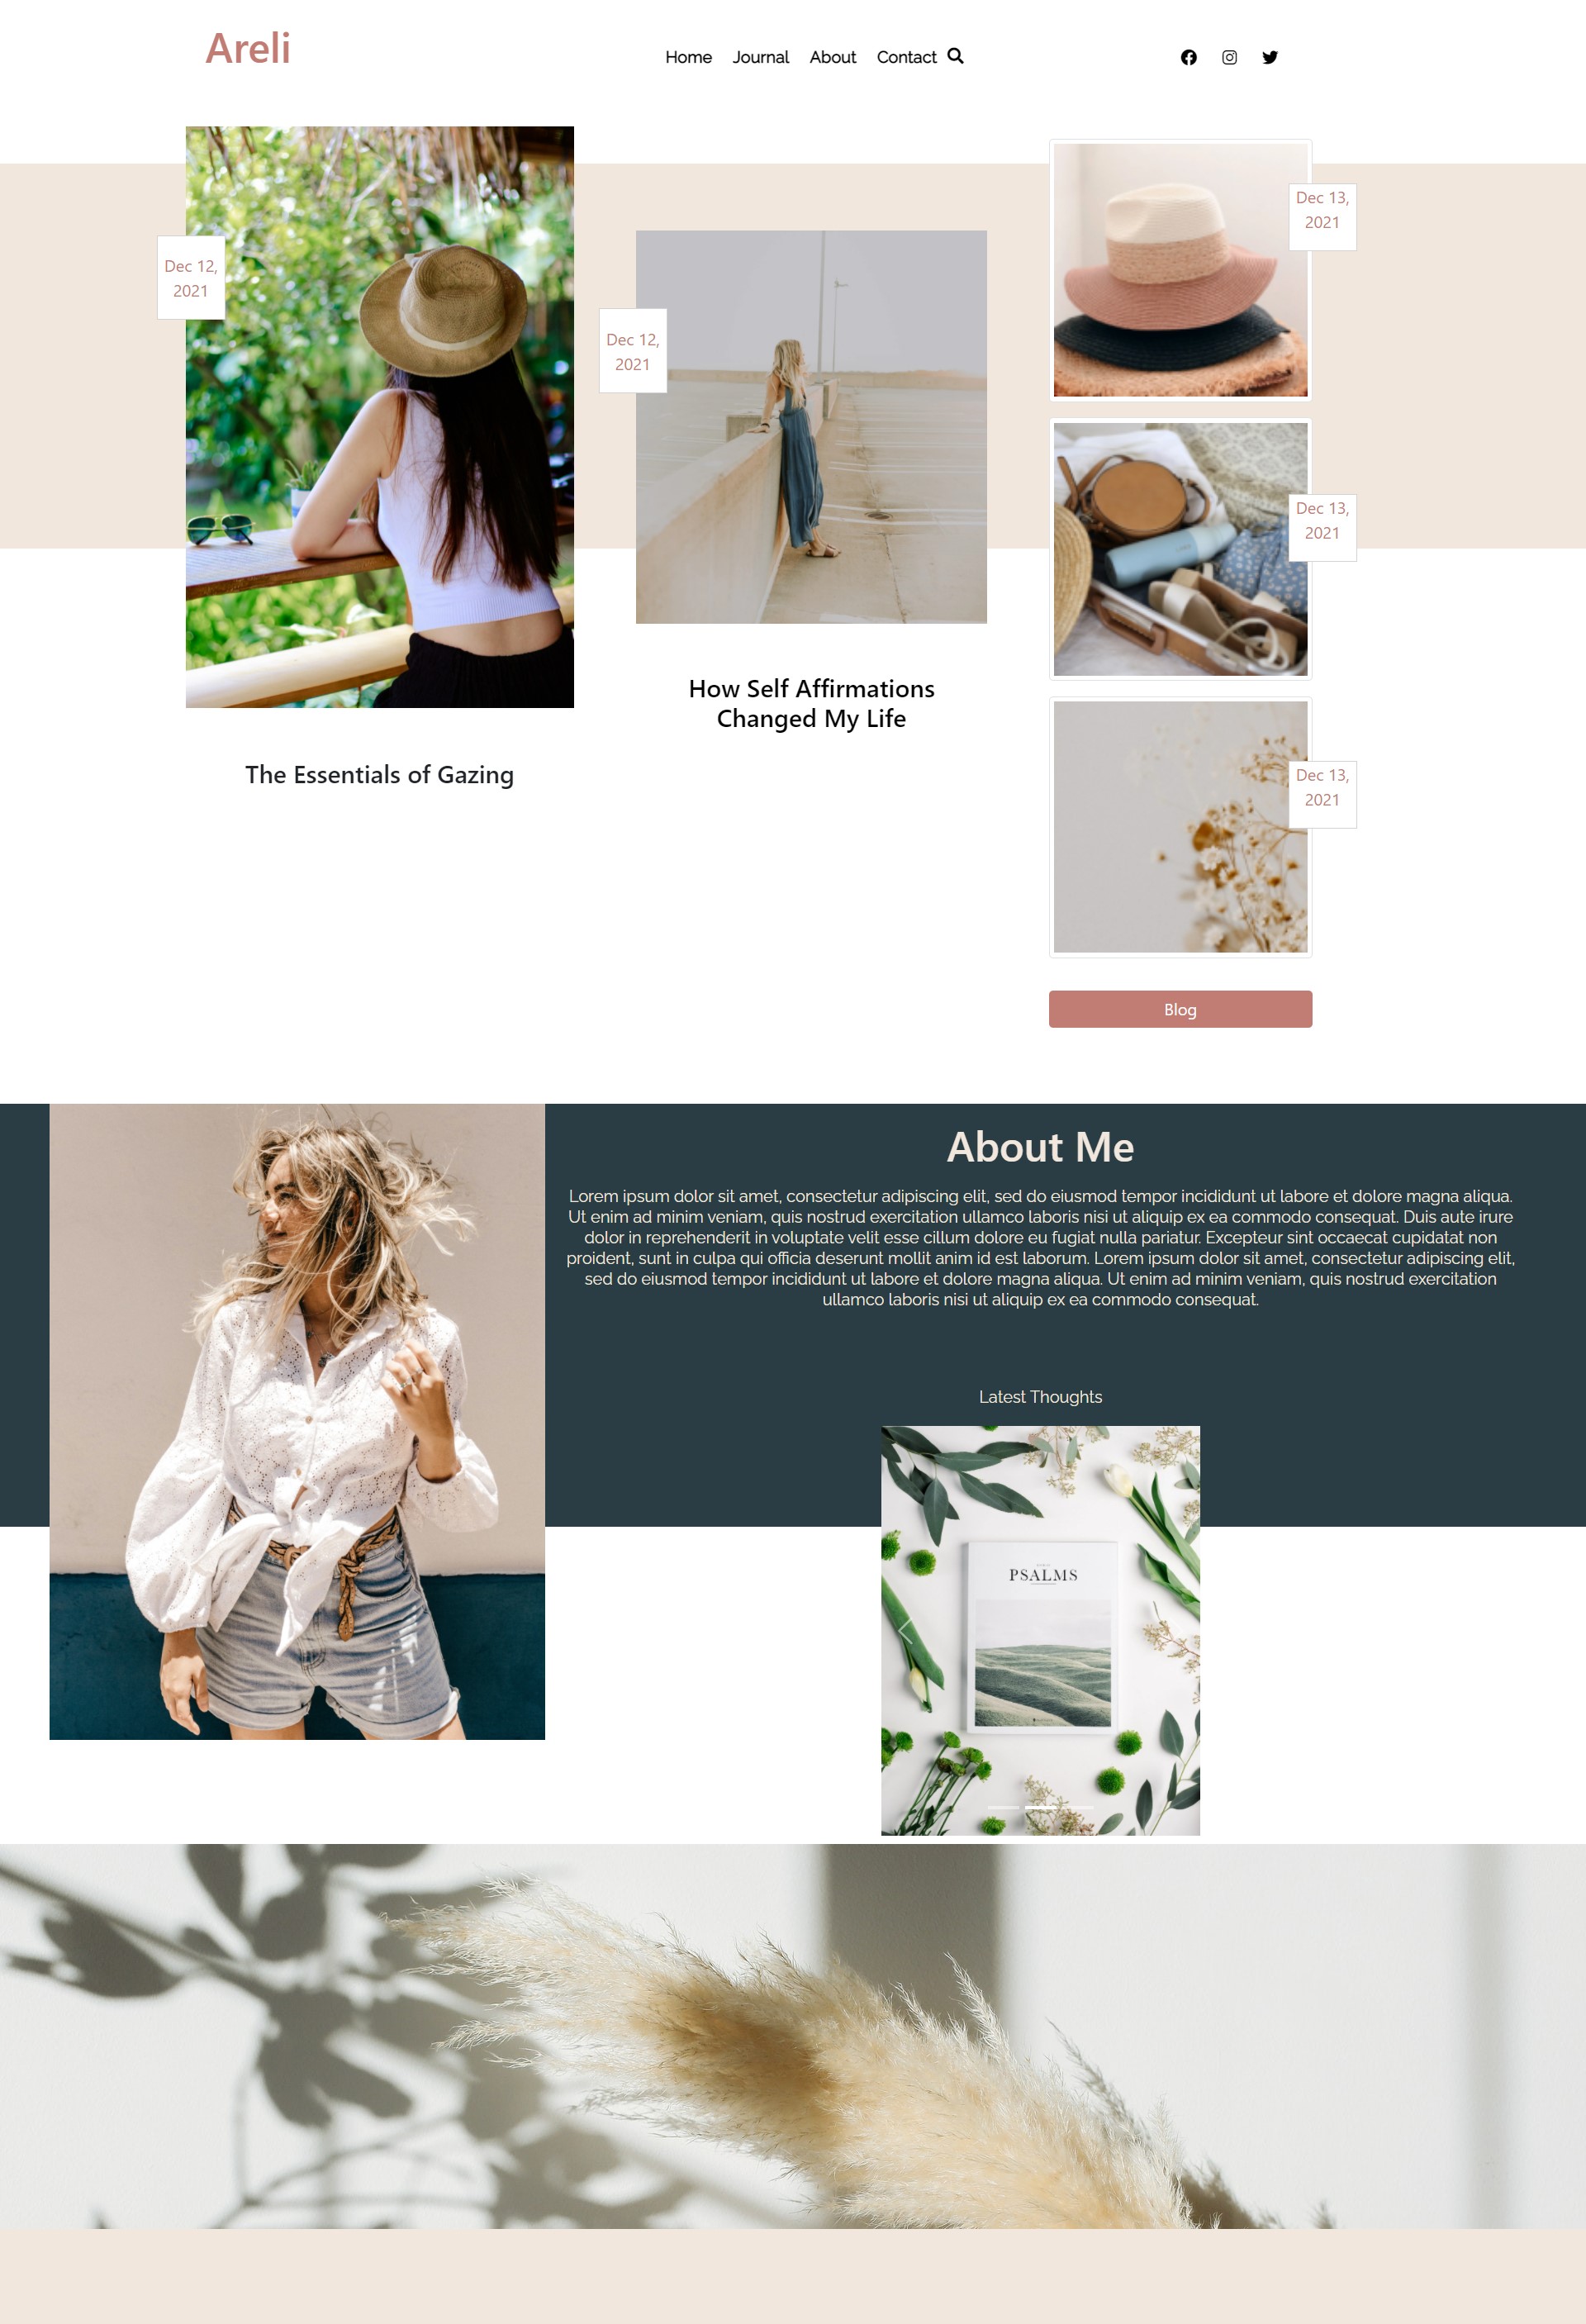 Areli
Home Journal About Contact
Dec 12,
2021
Dec 12,
2021
Dec 13,
2021
Dec 13,
2021
Dec 13,
2021
How Self Affirmations
Changed My Life
The Essentials of Gazing
Blog
About Me
Lorem ipsum dolor sit amet, consectetur adipiscing elit, sed do eiusmod tempor incididunt ut labore et dolore magna aliqua.
Ut enim ad minim veniam, quis nostrud exercitation ullamco laboris nisi ut aliquip ex ea commodo consequat. Duis aute irure
dolor in reprehenderit in voluptate velit esse cillum dolore eu fugiat nulla pariatur. Excepteur sint occaecat cupidatat non
proident, sunt in culpa qui officia deserunt mollit anim id est laborum. Lorem ipsum dolor sit amet, consectetur adipiscing elit,
sed do eiusmod tempor incididunt ut labore et dolore magna aliqua. Ut enim ad minim veniam, quis nostrud exercitation
ullamco laboris nisi ut aliquip ex ea commodo consequat.
Latest Thoughts
PSALMS